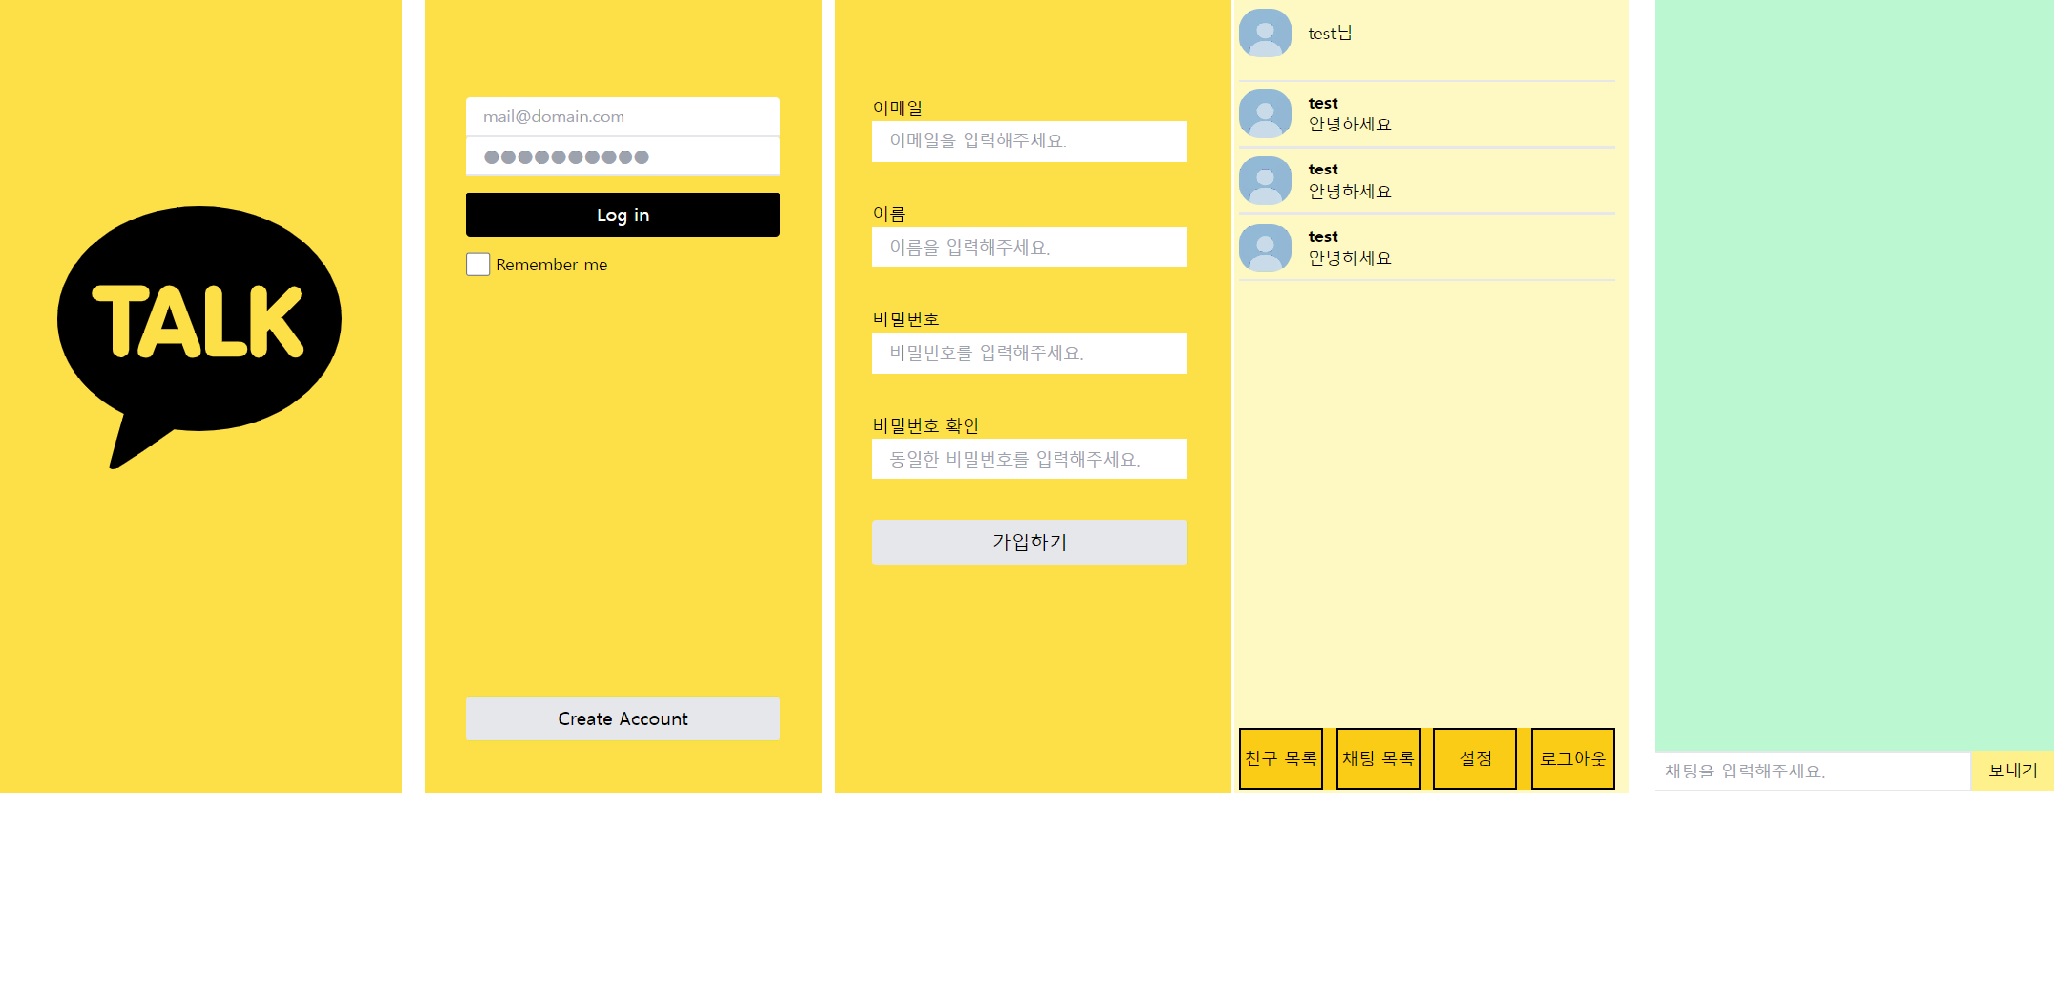 TALK
mail@domain.com
●●●●●●●●●●
Log in
Remember me
Create Account
이메일
이메일을 입력해주세요.
이름
이름을 입력해주세요.
비밀번호
비밀번호를 입력해주세요.
비밀번호 확인
동일한 비밀번호를 입력해주세요.
가입하기
test님
test
안녕하세요
test
안녕하세요
test
안녕하세요
친구 목록
채팅 목록
설정
로그아웃
채팅을 입력해주세요.
보내기